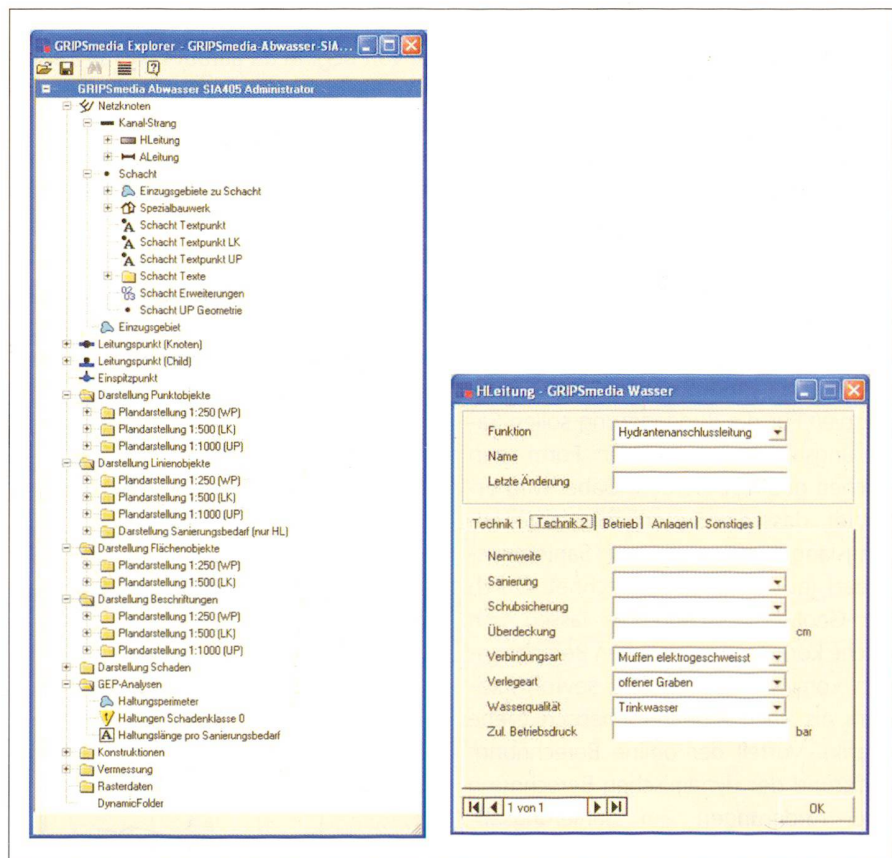 GRIPSmedia Explorer - GRIPSmedia-Abwasser-SIA...
GRIPSmedia Abwasser SIA405 Administrator
Netzknoten
Kanal-Strang
HLeitung
ALeitung
Schacht
Einzugsgebiete zu Schacht
Spezialbauwerk
Schacht Textpunkt
Schacht Textpunkt LK
Schacht Textpunkt UP
Schacht Texte
Schacht Erweiterungen
Schacht UP Geometrie
Einzugsgebiet
Leitungspunkt (Knoten)
Leitungspunkt (Child)
Einspitzpunkt
Darstellung Punktobjekte
Plandarstellung 1:250 (WP)
Plandarstellung 1:500 (LK)
Plandarstellung 1:1000 (UP)
Darstellung Linienobjekte
Plandarstellung 1:250 (WP)
Plandarstellung 1:500 (LK)
Plandarstellung 1:1000 (UP)
Darstellung Sanierungsbedarf (nur HL)
Darstellung Flächenobjekte
Plandarstellung 1:250 (WP)
Plandarstellung 1:500 (LK)
Darstellung Beschriftungen
Plandarstellung 1:250 (WP)
Plandarstellung 1:500 (LK)
Plandarstellung 1:1000 (UP)
Darstellung Schaden
GEP-Analysen
Haltungsperimeter
Haltungen Schadenklasse 0
Haltungslänge pro Sanierungsbedarf
Konstruktionen
Vermessung
Rasterdaten
DynamicFolder
HLeitung - GRIPSmedia Wasser
Funktion Hydrantenanschlussleitung
Name
Letzte Änderung
Technik 1 Technik 2 Betrieb Anlagen Sonstiges
Nennweite
Sanierung
Schubsicherung
Überdeckung cm
Verbindungsart Muffen elektrogeschweisst
Verlegeart offener Graben
Wasserqualität Trinkwasser
Zul. Betriebsdruck bar
1 von 1 OK